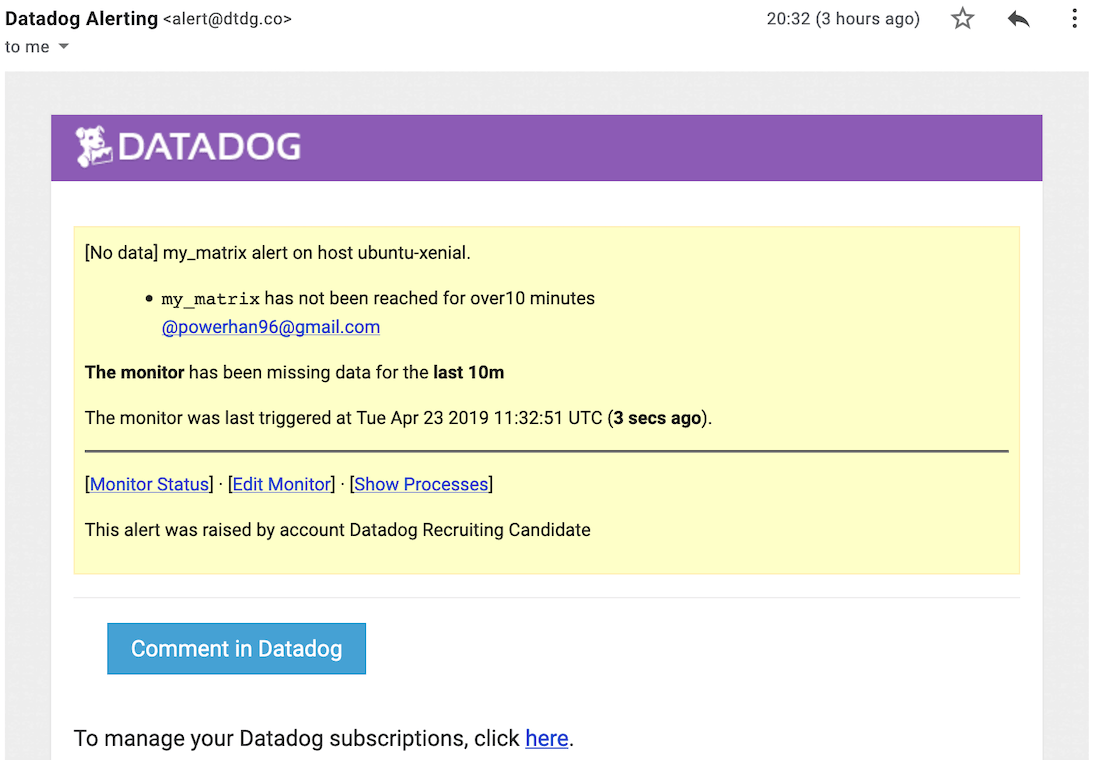 Datadog Alerting <alert@dtdg.co> 20:32 (3 hours ago)
to me
DATADOG
[No data] my_matrix alert on host ubuntu-xenial.
• my_matrix has not been reached for over10 minutes
@powerhan96@gmail.com
The monitor has been missing data for the last 10m
The monitor was last triggered at Tue Apr 23 2019 11:32:51 UTC (3 secs ago).
[Monitor Status] · [Edit Monitor] · [Show Processes]
This alert was raised by account Datadog Recruiting Candidate
Comment in Datadog
To manage your Datadog subscriptions, click here.